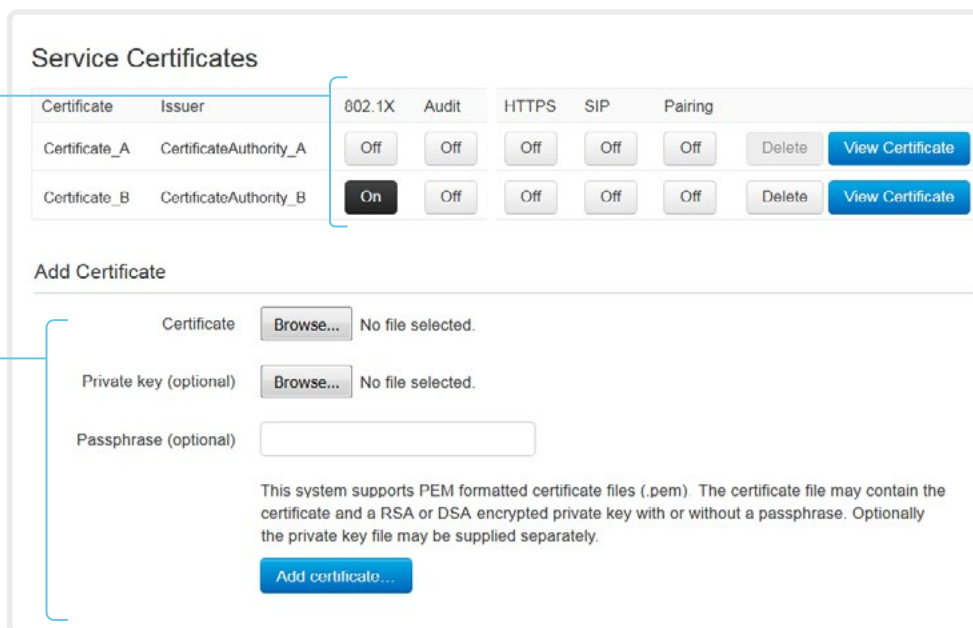 Service Certificates
Certificate Issuer 802.1X Audit HTTPS SIP Pairing
Certificate_A CertificateAuthority_A Off Off Off Off Off Delete View Certificate
Certificate_B CertificateAuthority_B On Off Off Off Off Delete View Certificate
Add Certificate
Certificate Browse... No file selected.
Private key (optional) Browse... No file selected.
Passphrase (optional)
This system supports PEM formatted certificate files (.pem). The certificate file may contain the
certificate and a RSA or DSA encrypted private key with or without a passphrase. Optionally
the private key file may be supplied separately.
Add certificate...